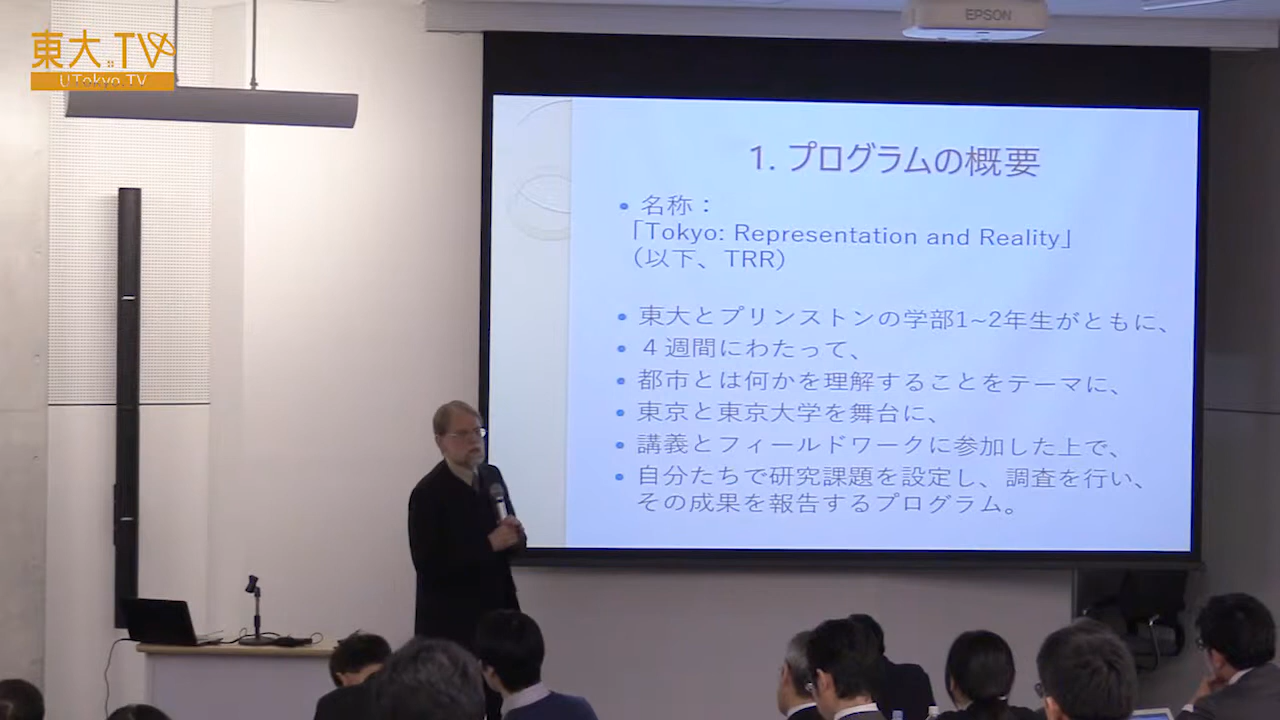 東大.TV
UTokyo.TV
EPSON
1. プログラムの概要
• 名称：
「Tokyo: Representation and Reality」
（以下、TRR）
• 東大とプリンストンの学部1~2年生がともに、
• ４週間にわたって、
• 都市とは何かを理解することをテーマに、
• 東京と東京大学を舞台に、
• 講義とフィールドワークに参加した上で、
• 自分たちで研究課題を設定し、調査を行い、
その成果を報告するプログラム。